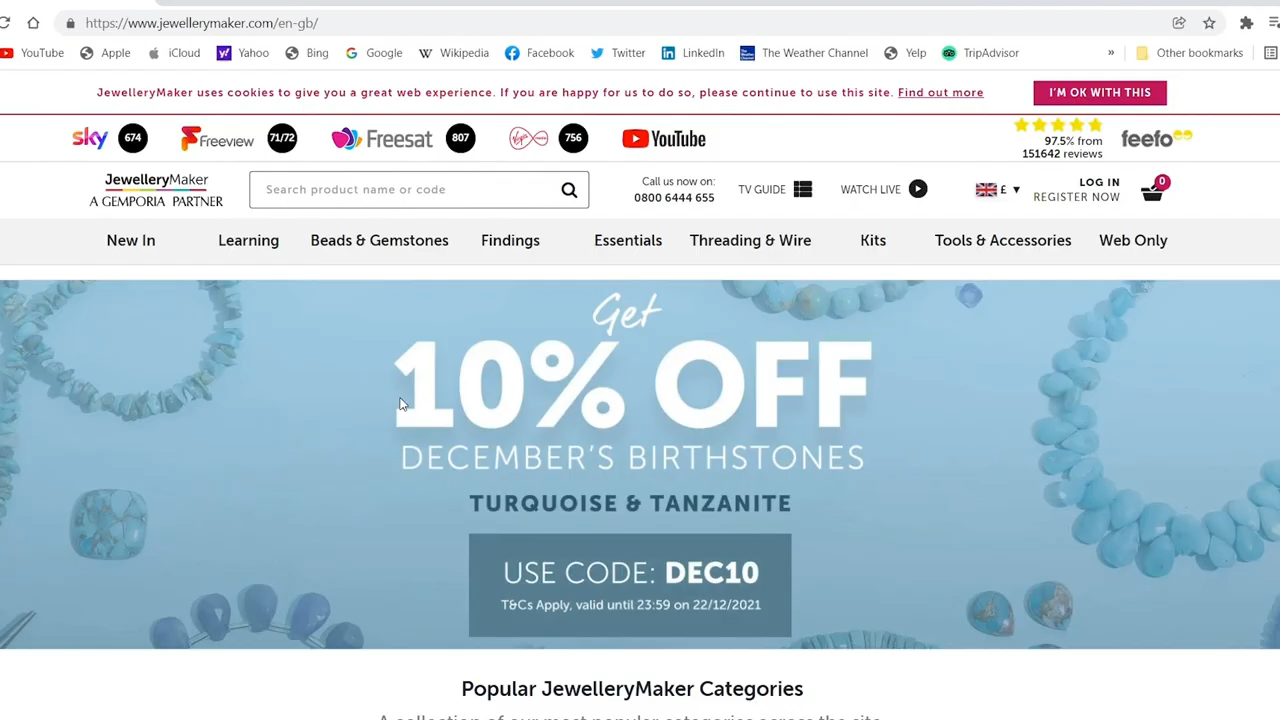 https://www.jewellerymaker.com/en-gb/
YouTube Apple iCloud Yahoo Bing Google Wikipedia Facebook Twitter LinkedIn The Weather Channel Yelp TripAdvisor » Other bookmarks
JewelleryMaker uses cookies to give you a great web experience. If you are happy for us to do so, please continue to use this site. Find out more I'M OK WITH THIS
sky 674 Freeview 71/72 Freesat 807 Virgin media 756 YouTube
97.5% from
151642 reviews
feefo
JewelleryMaker
A GEMPORIA PARTNER
Search product name or code
Call us now on:
0800 6444 655
TV GUIDE
WATCH LIVE
£
LOG IN
REGISTER NOW
0
New In Learning Beads & Gemstones Findings Essentials Threading & Wire Kits Tools & Accessories Web Only
Get
10% OFF
DECEMBER'S BIRTHSTONES
TURQUOISE & TANZANITE
USE CODE: DEC10
T&Cs Apply, valid until 23:59 on 22/12/2021
Popular JewelleryMaker Categories
A collection of our most popular categories across the site